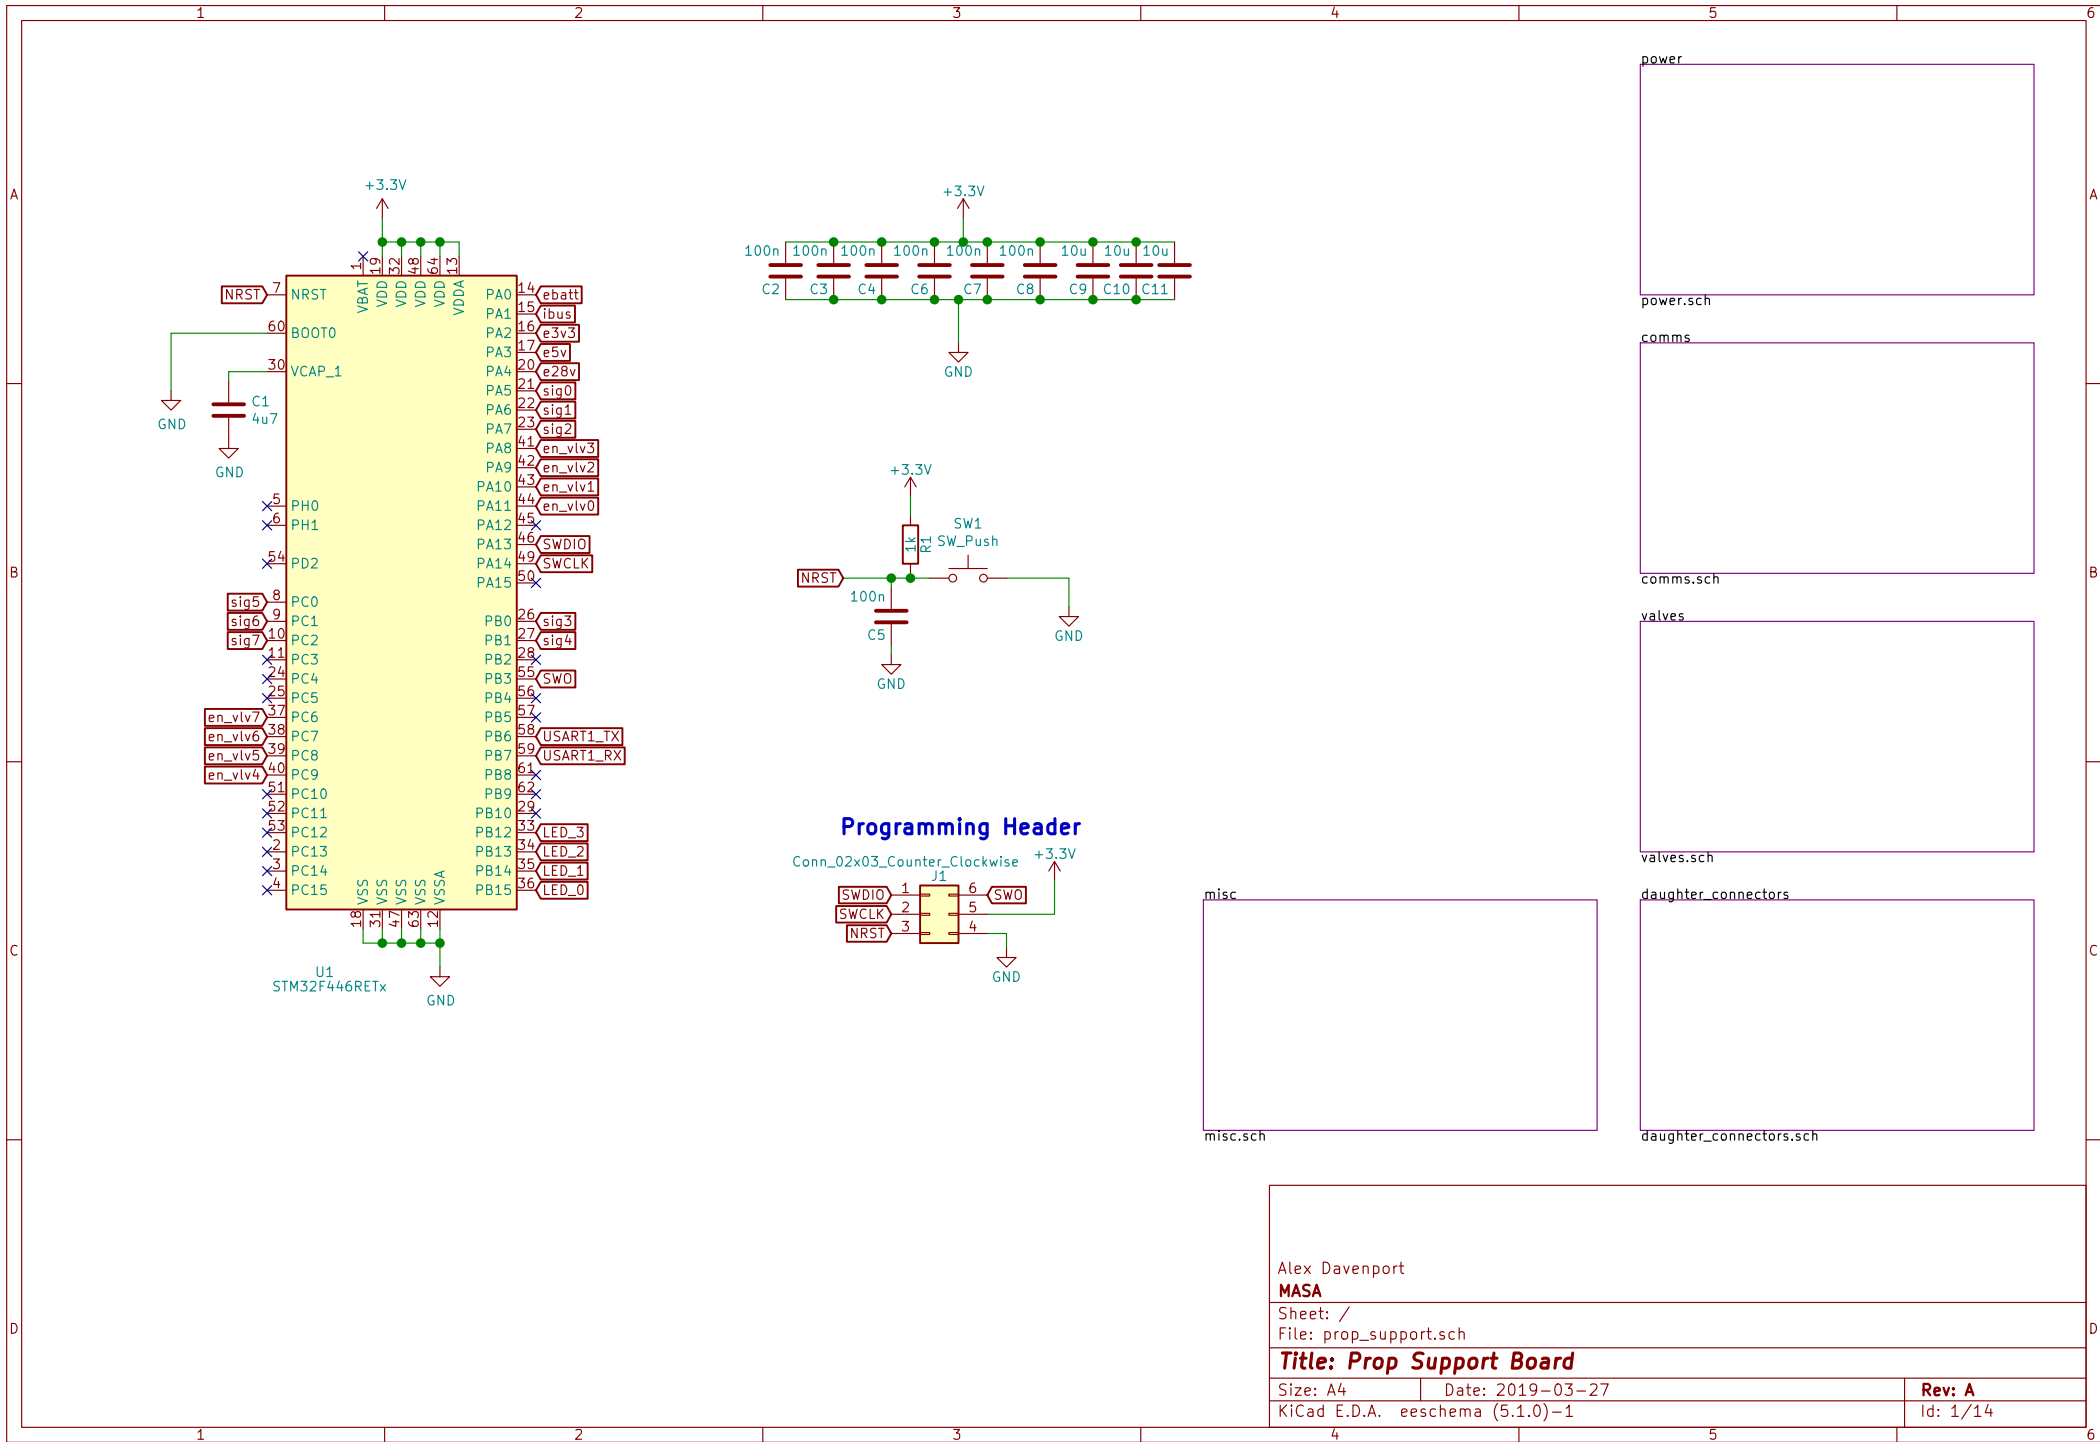 1 2 3 4 5 6
A A
B B
C C
D D
1 2 3 4 5 6
+3.3V
1 19 32 48 64 13
VBAT VDD VDD VDD VDD VDDA
NRST 7 NRST
60 BOOT0
30 VCAP_1
GND
C1
4u7
GND
5 PH0
6 PH1
54 PD2
sig5 8 PC0
sig6 9 PC1
sig7 10 PC2
11 PC3
24 PC4
25 PC5
en_vlv7 37 PC6
en_vlv6 38 PC7
en_vlv5 39 PC8
en_vlv4 40 PC9
51 PC10
52 PC11
53 PC12
2 PC13
3 PC14
4 PC15
PA0 14 ebatt
PA1 15 ibus
PA2 16 e3v3
PA3 17 e5v
PA4 20 e28v
PA5 21 sig0
PA6 22 sig1
PA7 23 sig2
PA8 41 en_vlv3
PA9 42 en_vlv2
PA10 43 en_vlv1
PA11 44 en_vlv0
PA12 45
PA13 46 SWDIO
PA14 49 SWCLK
PA15 50
PB0 26 sig3
PB1 27 sig4
PB2 28
PB3 55 SWO
PB4 56
PB5 57
PB6 58 USART1_TX
PB7 59 USART1_RX
PB8 61
PB9 62
PB10 29
PB12 33 LED_3
PB13 34 LED_2
PB14 35 LED_1
PB15 36 LED_0
VSS VSS VSS VSS VSSA
18 31 47 63 12
U1
STM32F446RETx
GND
+3.3V
100n 100n 100n 100n 100n 100n 10u 10u 10u
C2 C3 C4 C6 C7 C8 C9 C10 C11
GND
+3.3V
1k R1
SW1
SW_Push
NRST
100n
C5
GND
GND
Programming Header
Conn_02x03_Counter_Clockwise
+3.3V
J1
SWDIO 1 6 SWO
SWCLK 2 5
NRST 3 4
GND
power
power.sch
comms
comms.sch
valves
valves.sch
misc
misc.sch
daughter_connectors
daughter_connectors.sch
Alex Davenport
MASA
Sheet: /
File: prop_support.sch
Title: Prop Support Board
Size: A4 Date: 2019-03-27 Rev: A
KiCad E.D.A. eeschema (5.1.0)-1 Id: 1/14